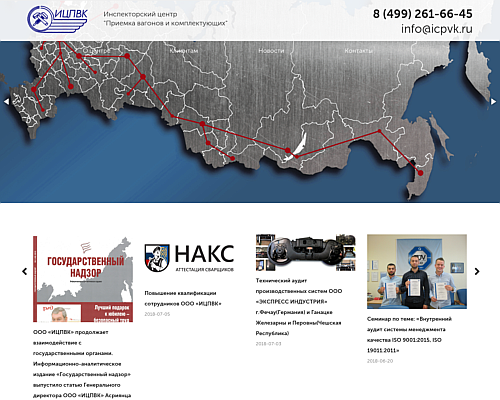 ИЦПВК
Инспекторский центр
"Приемка вагонов и комплектующих"
8 (499) 261-66-45
info@icpvk.ru
О центре
Клиентам
Новости
Контакты
ГОСУДАРСТВЕННЫЙ
НАДЗОР
Лучший подарок
к юбилею –
ООО «ИЦПВК» продолжает
взаимодействие с
государственными органами.
Информационно-аналитическое
издание «Государственный надзор»
выпустило статью Генерального
директора ООО «ИЦПВК» Асриянца
НАКС
АТТЕСТАЦИЯ СВАРЩИКОВ
Повышение квалификации
сотрудников ООО «ИЦПВК»
2018-07-05
Технический аудит
производственных систем ООО
«ЭКСПРЕСС ИНДУСТРИЯ»
г.Фечау(Германия) и Ганацке
Железарны и Перовны(Чешская
Республика)
2018-07-03
Семинар по теме: «Внутренний
аудит системы менеджмента
качества ISO 9001:2015, ISO
19011:2011»
2018-06-20